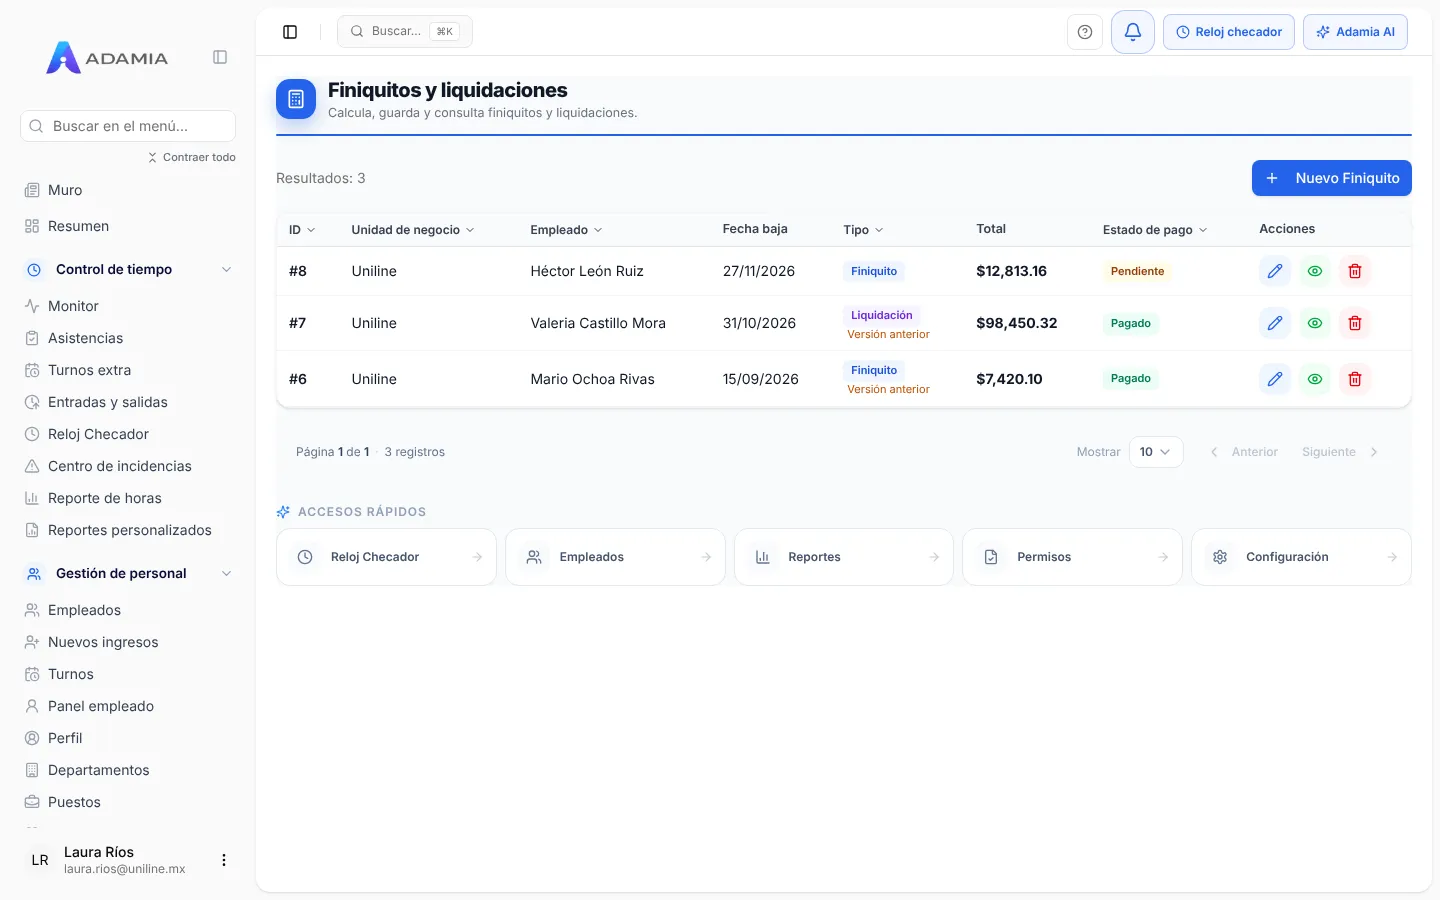 ADAMIA
Buscar en el menú...
Contraer todo
Muro
Resumen
Control de tiempo
Monitor
Asistencias
Turnos extra
Entradas y salidas
Reloj Checador
Centro de incidencias
Reporte de horas
Reportes personalizados
Gestión de personal
Empleados
Nuevos ingresos
Turnos
Panel empleado
Perfil
Departamentos
Puestos
LR
Laura Ríos
laura.rios@uniline.mx
Buscar... ⌘K
Reloj checador
Adamia AI
Finiquitos y liquidaciones
Calcula, guarda y consulta finiquitos y liquidaciones.
Resultados: 3
+ Nuevo Finiquito
ID Unidad de negocio Empleado Fecha baja Tipo Total Estado de pago Acciones
#8 Uniline Héctor León Ruiz 27/11/2026 Finiquito $12,813.16 Pendiente
#7 Uniline Valeria Castillo Mora 31/10/2026 Liquidación $98,450.32 Pagado
Versión anterior
#6 Uniline Mario Ochoa Rivas 15/09/2026 Finiquito $7,420.10 Pagado
Versión anterior
Página 1 de 1 · 3 registros
Mostrar 10 Anterior Siguiente
ACCESOS RÁPIDOS
Reloj Checador
Empleados
Reportes
Permisos
Configuración